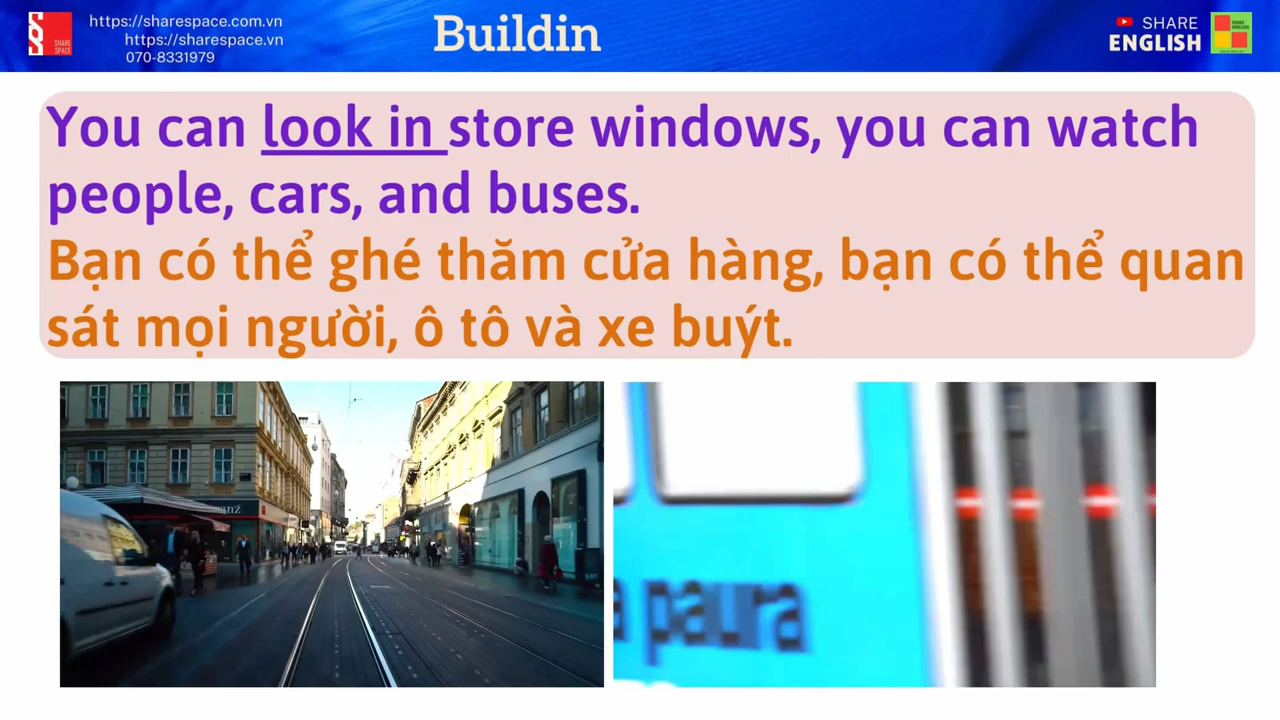 https://sharespace.com.vn
https://sharespace.vn
070-8331979
SHARE
SPACE
Buildin
SHARE
ENGLISH
You can look in store windows, you can watch
people, cars, and buses.
Bạn có thể ghé thăm cửa hàng, bạn có thể quan
sát mọi người, ô tô và xe buýt.
a paura